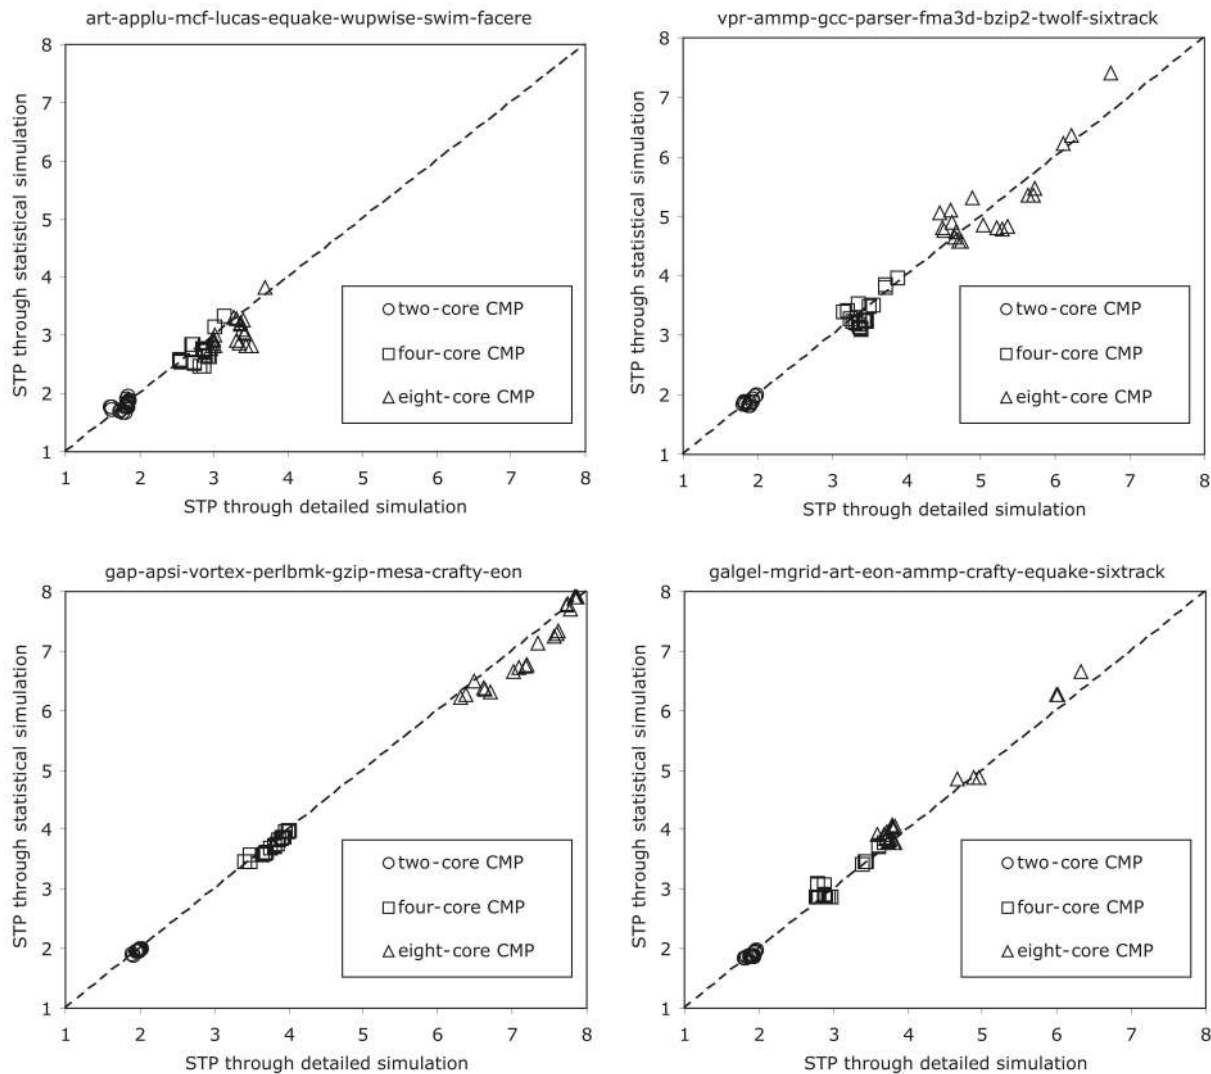 art-applu-mcf-lucas-equake-wupwise-swim-facere
8
7
6
5
4
3
2
1
STP through statistical simulation
two-core CMP
four-core CMP
eight-core CMP
1 2 3 4 5 6 7 8
STP through detailed simulation
vpr-ammp-gcc-parser-fma3d-bzip2-twolf-sixtrack
8
7
6
5
4
3
2
1
STP through statistical simulation
two-core CMP
four-core CMP
eight-core CMP
1 2 3 4 5 6 7 8
STP through detailed simulation
gap-apsi-vortex-perlbmk-gzip-mesa-crafty-eon
8
7
6
5
4
3
2
1
STP through statistical simulation
two-core CMP
four-core CMP
eight-core CMP
1 2 3 4 5 6 7 8
STP through detailed simulation
galgel-mgrid-art-eon-ammp-crafty-equake-sixtrack
8
7
6
5
4
3
2
1
STP through statistical simulation
two-core CMP
four-core CMP
eight-core CMP
1 2 3 4 5 6 7 8
STP through detailed simulation